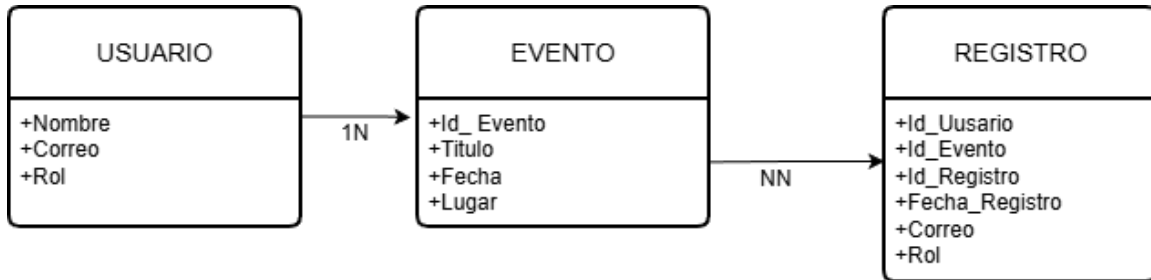 USUARIO
+Nombre
+Correo
+Rol
1N
EVENTO
+Id_ Evento
+Titulo
+Fecha
+Lugar
NN
REGISTRO
+Id_Uusario
+Id_Evento
+Id_Registro
+Fecha_Registro
+Correo
+Rol